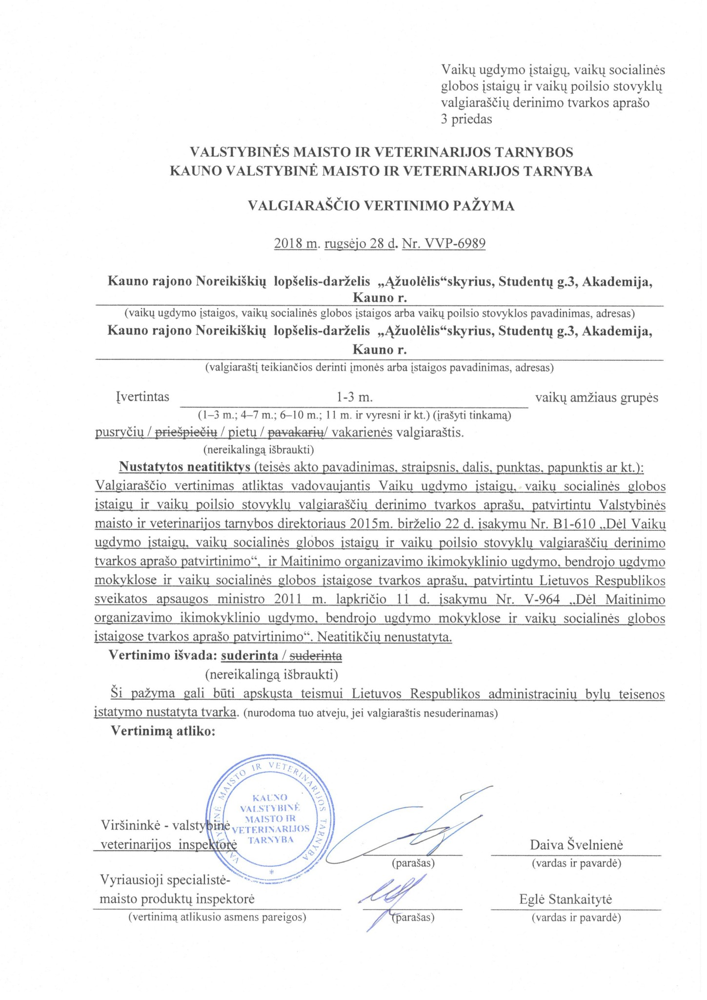 Vaikų ugdymo įstaigų, vaikų socialinės
globos įstaigų ir vaikų poilsio stovyklų
valgiaraščių derinimo tvarkos aprašo
3 priedas
VALSTYBINĖS MAISTO IR VETERINARIJOS TARNYBOS
KAUNO VALSTYBINĖ MAISTO IR VETERINARIJOS TARNYBA
VALGIARAŠČIO VERTINIMO PAŽYMA
2018 m. rugsėjo 28 d. Nr. VVP-6989
Kauno rajono Noreikiškių lopšelis-darželis „Ąžuolėlis“skyrius, Studentų g.3, Akademija,
Kauno r.
(vaikų ugdymo įstaigos, vaikų socialinės globos įstaigos arba vaikų poilsio stovyklos pavadinimas, adresas)
Kauno rajono Noreikiškių lopšelis-darželis „Ąžuolėlis“skyrius, Studentų g.3, Akademija,
Kauno r.
(valgiaraštį teikiančios derinti įmonės arba įstaigos pavadinimas, adresas)
Įvertintas 1-3 m. vaikų amžiaus grupės
(1–3 m.; 4–7 m.; 6–10 m.; 11 m. ir vyresni ir kt.) (įrašyti tinkamą)
pusryčių / priešpiečių / pietų / pavakarių/ vakarienės valgiaraštis.
(nereikalingą išbraukti)
Nustatytos neatitiktys (teisės akto pavadinimas, straipsnis, dalis, punktas, papunktis ar kt.):
Valgiaraščio vertinimas atliktas vadovaujantis Vaikų ugdymo įstaigų, vaikų socialinės globos
įstaigų ir vaikų poilsio stovyklų valgiaraščių derinimo tvarkos aprašu, patvirtintu Valstybinės
maisto ir veterinarijos tarnybos direktoriaus 2015m. birželio 22 d. įsakymu Nr. B1-610 „Dėl Vaikų
ugdymo įstaigų, vaikų socialinės globos įstaigų ir vaikų poilsio stovyklų valgiaraščių derinimo
tvarkos aprašo patvirtinimo“, ir Maitinimo organizavimo ikimokyklinio ugdymo, bendrojo ugdymo
mokyklose ir vaikų socialinės globos įstaigose tvarkos aprašu, patvirtintu Lietuvos Respublikos
sveikatos apsaugos ministro 2011 m. lapkričio 11 d. įsakymu Nr. V-964 „Dėl Maitinimo
organizavimo ikimokyklinio ugdymo, bendrojo ugdymo mokyklose ir vaikų socialinės globos
įstaigose tvarkos aprašo patvirtinimo“. Neatitikčių nenustatyta.
Vertinimo išvada: suderinta / suderinta
(nereikalingą išbraukti)
Ši pažyma gali būti apskųsta teismui Lietuvos Respublikos administracinių bylų teisenos
įstatymo nustatyta tvarka. (nurodoma tuo atveju, jei valgiaraštis nesuderinamas)
Vertinimą atliko:
VALSTYBINĖ MAISTO IR VETERINARIJOS TARNYBA
KAUNO
VALSTYBINĖ
MAISTO IR
VETERINARIJOS
TARNYBA
*
Viršininkė - valstybinė
veterinarijos inspektorė Daiva Švelnienė
(parašas) (vardas ir pavardė)
Vyriausioji specialistė-
maisto produktų inspektorė Eglė Stankaitytė
(vertinimą atlikusio asmens pareigos) (parašas) (vardas ir pavardė)